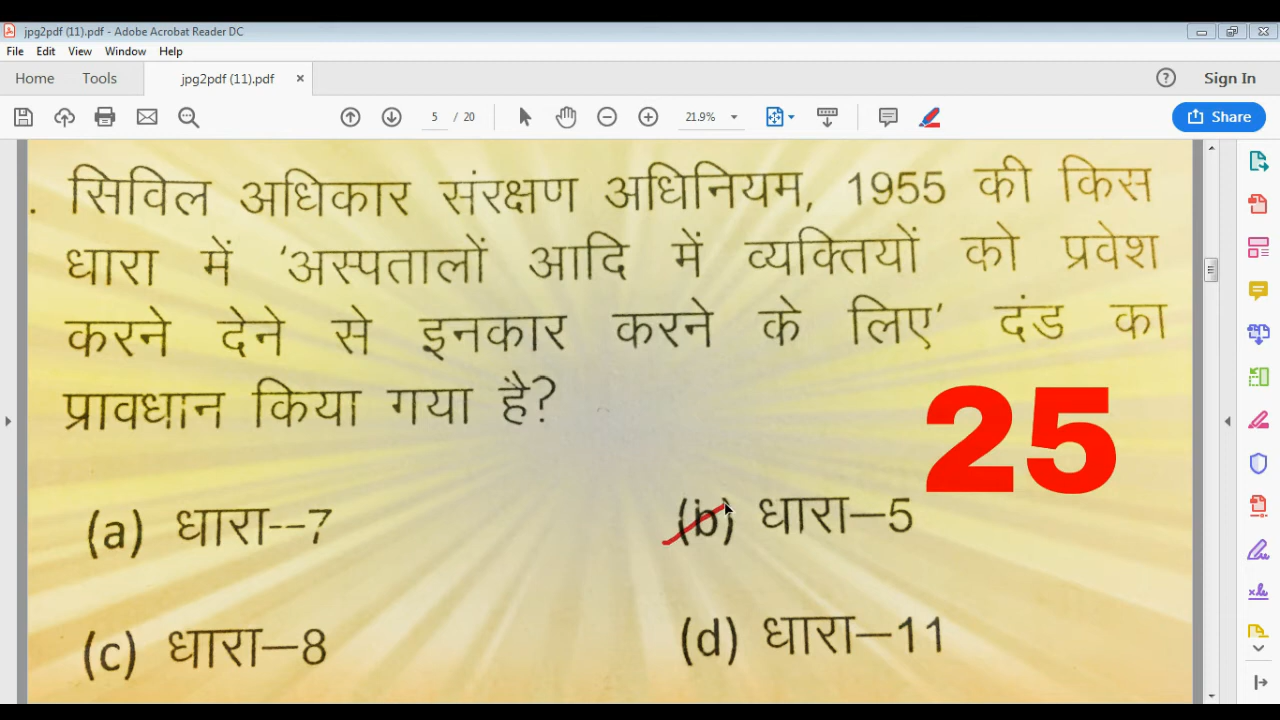 jpg2pdf (11).pdf - Adobe Acrobat Reader DC
File Edit View Window Help
Home Tools jpg2pdf (11).pdf × ? Sign In
5 / 20 21.9% Share
. सिविल अधिकार संरक्षण अधिनियम, 1955 की किस
धारा में 'अस्पतालों आदि में व्यक्तियों को प्रवेश
करने देने से इनकार करने के लिए' दंड का
प्रावधान किया गया है?
25
(a) धारा--7 (b) धारा–5
(c) धारा–8 (d) धारा–11